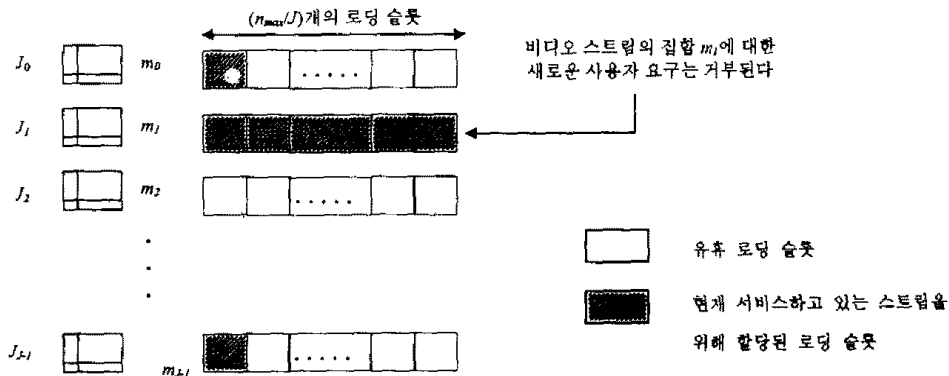 (n_max/J)개의 로딩 슬롯
비디오 스트림의 집합 m_i에 대한
새로운 사용자 요구는 거부된다
J_0 m_0 .....
J_1 m_1
J_2 m_2 .....
유휴 로딩 슬롯
현재 서비스하고 있는 스트림을
위해 할당된 로딩 슬롯
J_J-1 m_J-1 .....